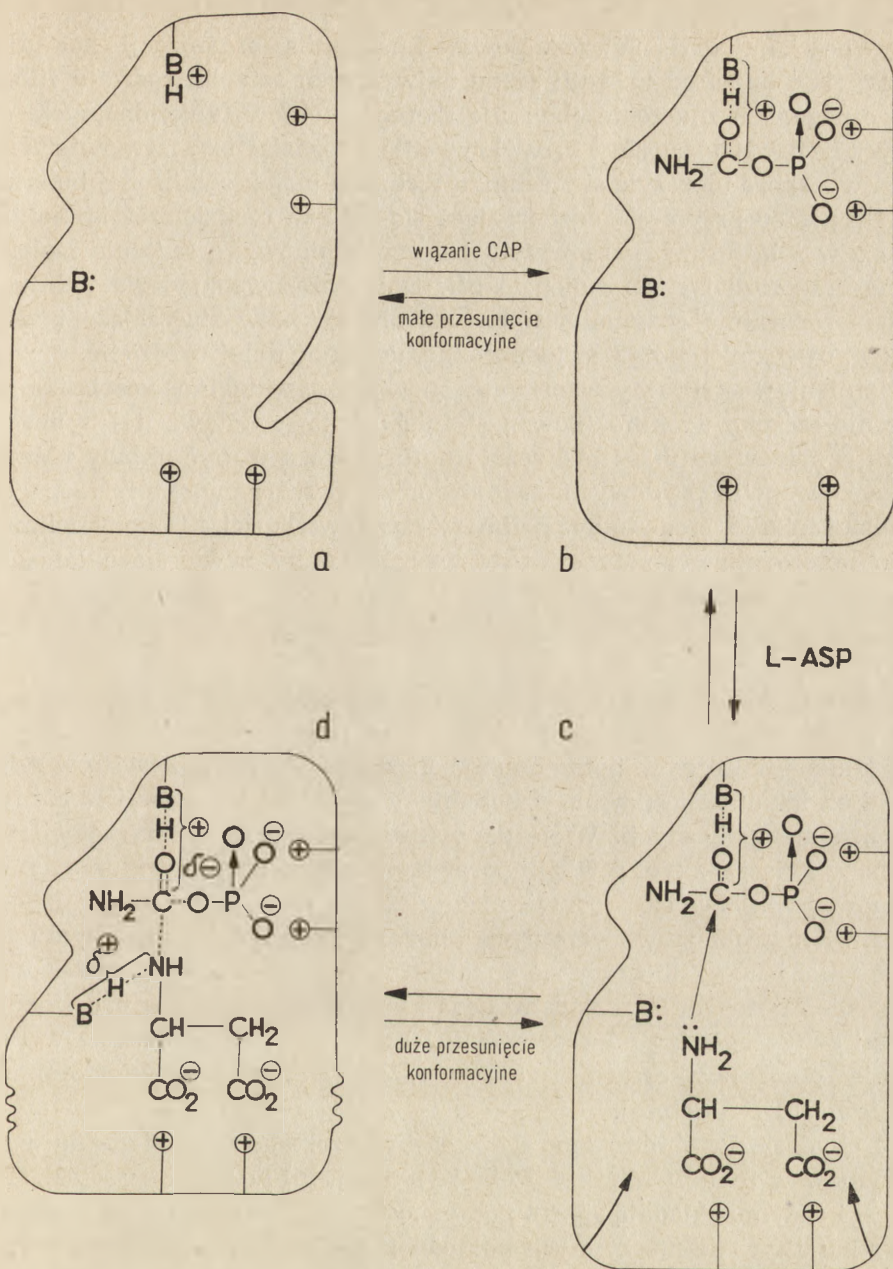 B
H ⊕
⊕
⊕
B:
⊕ ⊕
a
wiązanie CAP
małe przesunięcie
konformacyjne
B
H ⊕ O
O O ⊖ ⊕
NH₂–C–O–P
O ⊖ ⊕
B:
⊕ ⊕
b
L-ASP
d
B
H ⊕ O
O δ⊖ O ⊖ ⊕
NH₂–C–O–P
O ⊖ ⊕
δ⊕ NH
H
B
CH–CH₂
CO₂⊖ CO₂⊖
⊕ ⊕
duże przesunięcie
konformacyjne
c
B
H ⊕ O
O O ⊖ ⊕
NH₂–C–O–P
O ⊖ ⊕
B:
NH₂
CH–CH₂
CO₂⊖ CO₂⊖
⊕ ⊕